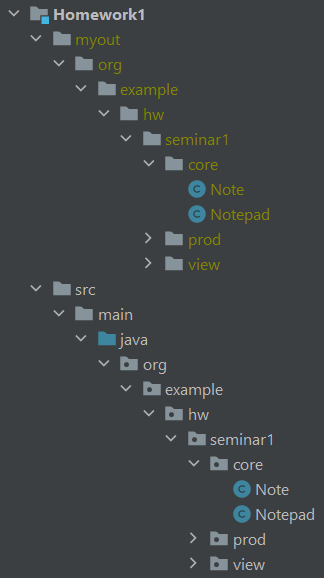 Homework1
myout
org
example
hw
seminar1
core
Note
Notepad
prod
view
src
main
java
org
example
hw
seminar1
core
Note
Notepad
prod
view